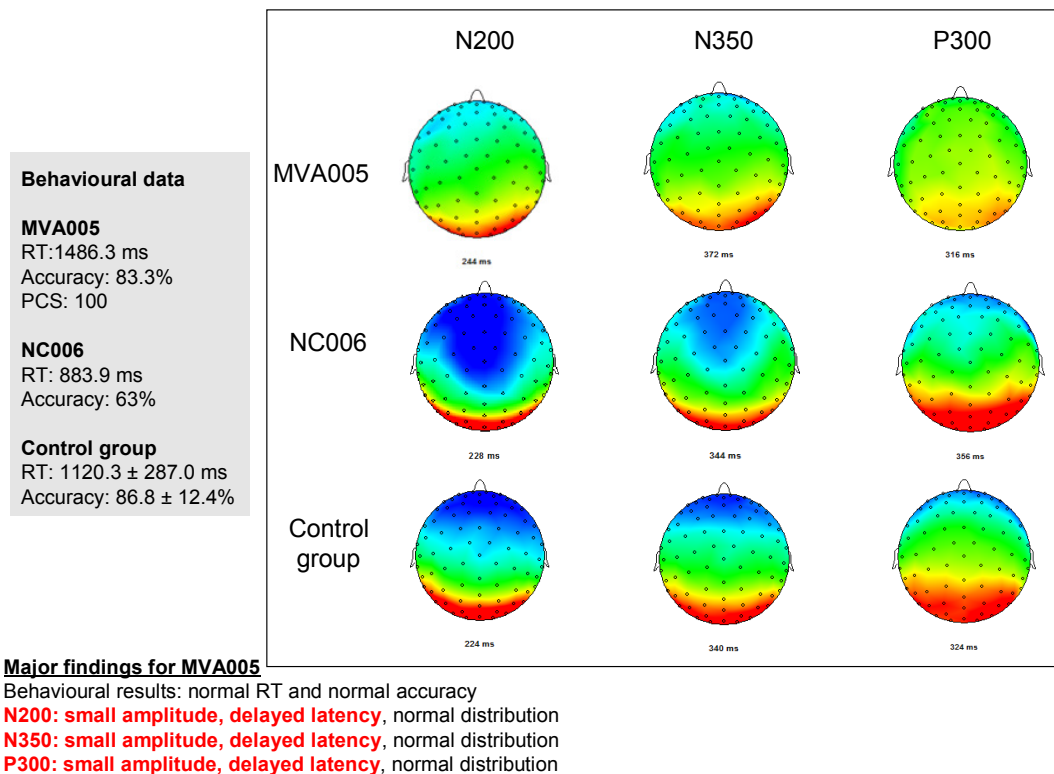 N200 N350 P300
MVA005
244 ms 372 ms 316 ms
NC006
228 ms 344 ms 356 ms
Control
group
224 ms 340 ms 324 ms
Behavioural data
MVA005
RT:1486.3 ms
Accuracy: 83.3%
PCS: 100
NC006
RT: 883.9 ms
Accuracy: 63%
Control group
RT: 1120.3 ± 287.0 ms
Accuracy: 86.8 ± 12.4%
Major findings for MVA005
Behavioural results: normal RT and normal accuracy
N200: small amplitude, delayed latency, normal distribution
N350: small amplitude, delayed latency, normal distribution
P300: small amplitude, delayed latency, normal distribution